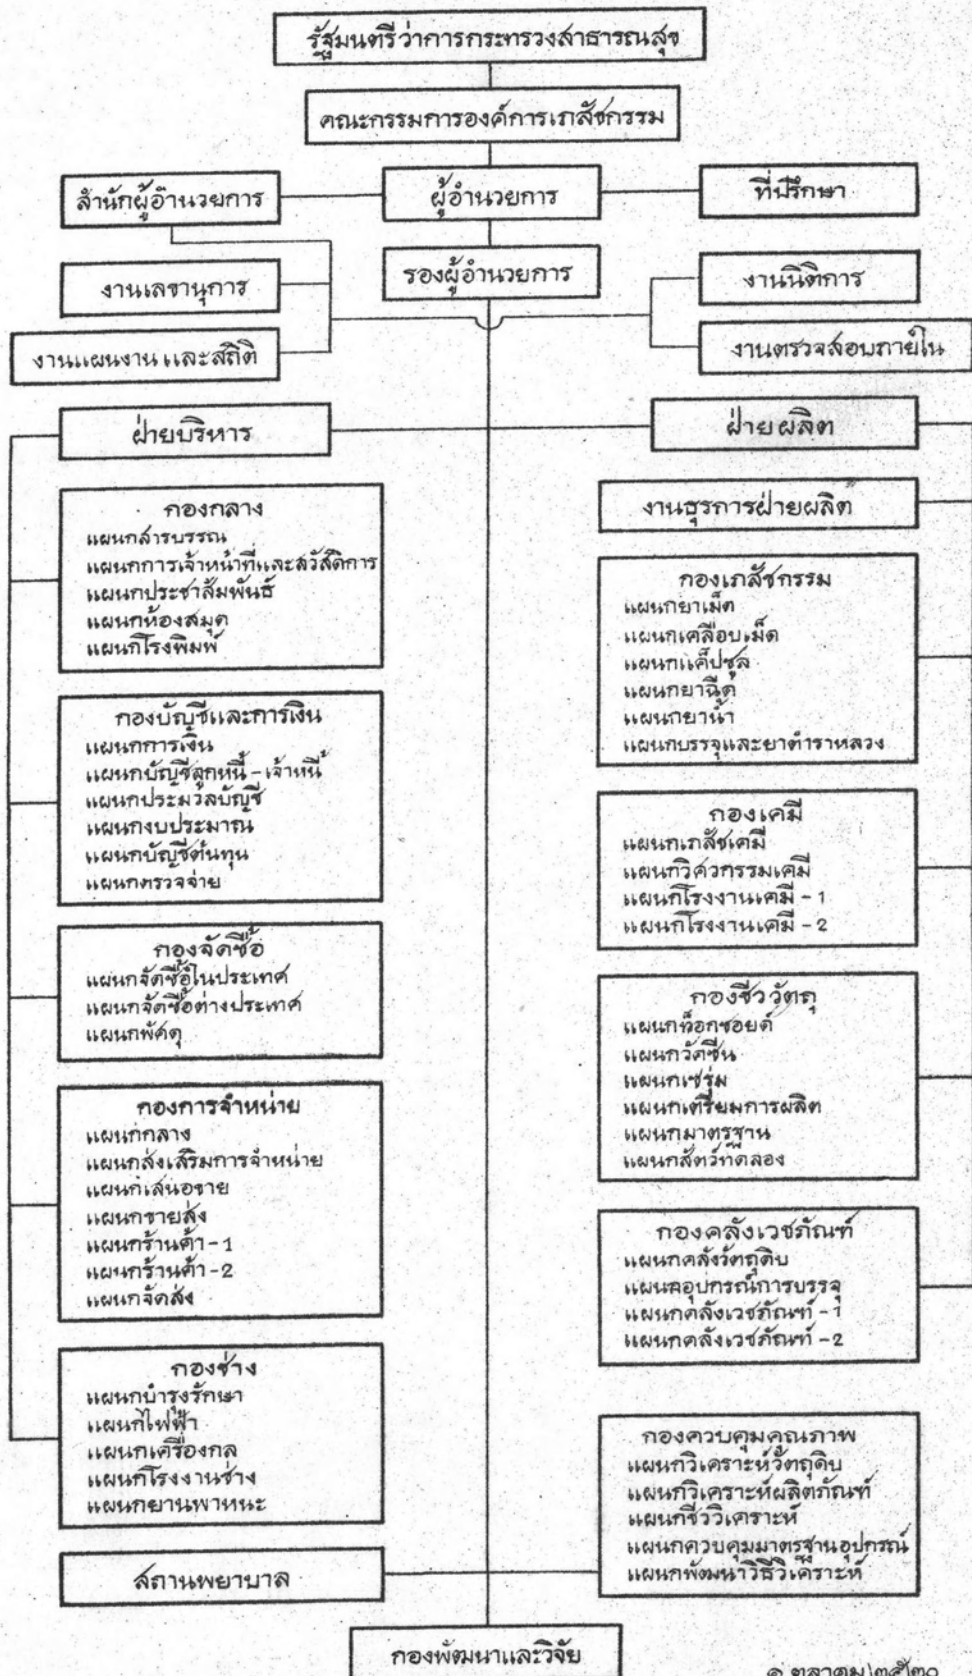 รัฐมนตรีว่าการกระทรวงสาธารณสุข
คณะกรรมการองค์การเภสัชกรรม
สำนักผู้อำนวยการ
ผู้อำนวยการ
ที่ปรึกษา
รองผู้อำนวยการ
งานเลขานุการ
งานนิติการ
งานแผนงาน และสถิติ
งานตรวจสอบภายใน
ฝ่ายบริหาร
ฝ่ายผลิต
กองกลาง
แผนกสารบรรณ
แผนกการเจ้าหน้าที่และสวัสดิการ
แผนกประชาสัมพันธ์
แผนกห้องสมุด
แผนกโรงพิมพ์
กองบัญชีและการเงิน
แผนกการเงิน
แผนกบัญชีลูกหนี้ - เจ้าหนี้
แผนกประมวลบัญชี
แผนกงบประมาณ
แผนกบัญชีต้นทุน
แผนกตรวจจ่าย
กองจัดซื้อ
แผนกจัดซื้อในประเทศ
แผนกจัดซื้อต่างประเทศ
แผนกพัสดุ
กองการจำหน่าย
แผนกกลาง
แผนกส่งเสริมการจำหน่าย
แผนกเสนอขาย
แผนกขายส่ง
แผนกร้านค้า - 1
แผนกร้านค้า - 2
แผนกจัดส่ง
กองช่าง
แผนกบำรุงรักษา
แผนกไฟฟ้า
แผนกเครื่องกล
แผนกโรงงานช่าง
แผนกยานพาหนะ
สถานพยาบาล
งานธุรการฝ่ายผลิต
กองเภสัชกรรม
แผนกยาเม็ด
แผนกเคลือบเม็ด
แผนกแค็ปซูล
แผนกยาฉีด
แผนกยาน้ำ
แผนกบรรจุและยาตำราหลวง
กองเคมี
แผนกเภสัชเคมี
แผนกวิศวกรรมเคมี
แผนกโรงงานเคมี - 1
แผนกโรงงานเคมี - 2
กองชีววัตถุ
แผนกท็อกซอยด์
แผนกวัคซีน
แผนกเซรุ่ม
แผนกเตรียมการผลิต
แผนกมาตรฐาน
แผนกสัตว์ทดลอง
กองคลังเวชภัณฑ์
แผนกคลังวัตถุดิบ
แผนกอุปกรณ์การบรรจุ
แผนกคลังเวชภัณฑ์ - 1
แผนกคลังเวชภัณฑ์ - 2
กองควบคุมคุณภาพ
แผนกวิเคราะห์วัตถุดิบ
แผนกวิเคราะห์ผลิตภัณฑ์
แผนกชีววิเคราะห์
แผนกควบคุมมาตรฐานอุปกรณ์
แผนกพัฒนาวิธีวิเคราะห์
กองพัฒนาและวิจัย
๑ ตุลาคม ๒๕๒๐